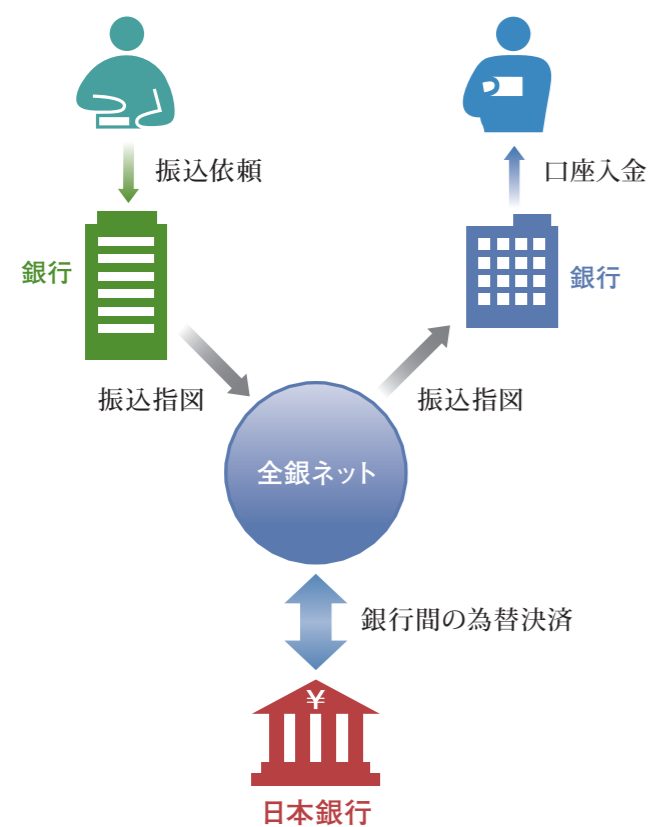 振込依頼
口座入金
銀行
銀行
振込指図
振込指図
全銀ネット
銀行間の為替決済
¥
日本銀行